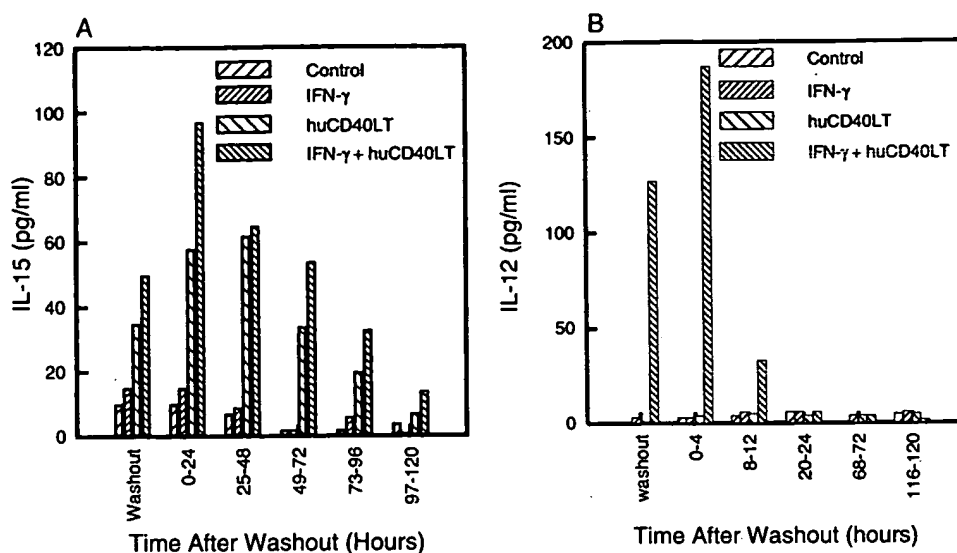 A
120
100
80
60
40
20
0
IL-15 (pg/ml)
Control
IFN-γ
huCD40LT
IFN-γ + huCD40LT
Washout
0-24
25-48
49-72
73-96
97-120
Time After Washout (Hours)
B
200
150
100
50
0
IL-12 (pg/ml)
Control
IFN-γ
huCD40LT
IFN-γ + huCD40LT
washout
0-4
8-12
20-24
68-72
116-120
Time After Washout (hours)